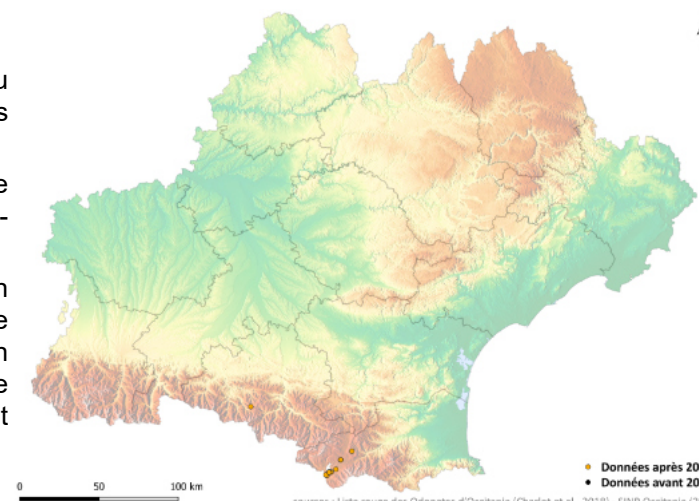 u
s
e
-
n
e
n
e
t
Données après 20
Données avant 20
0 50 100 km
sources : Liste rouge des Odonates d'Occitanie (Charlot et al., 2018), SINP Occitanie (2